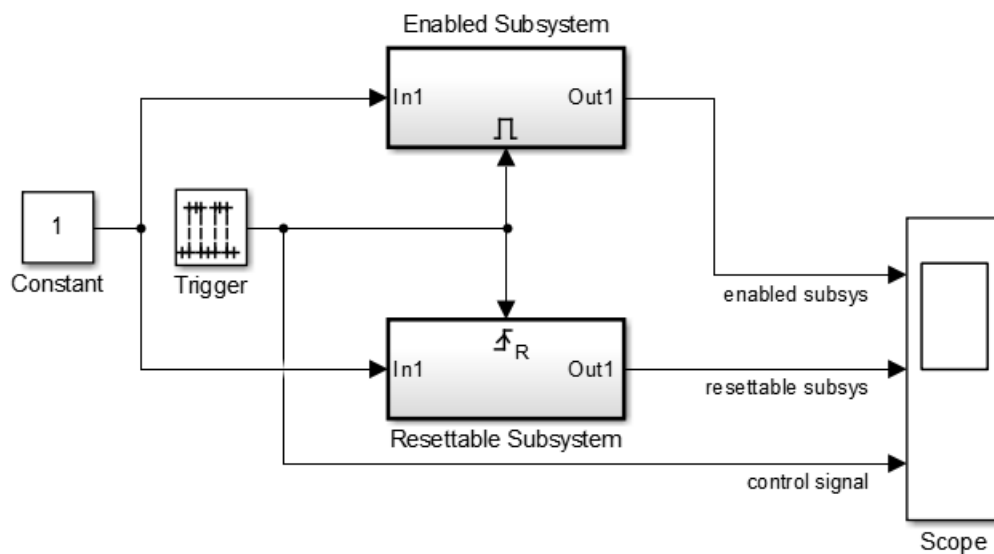 Enabled Subsystem
In1
Out1
1
Constant
Trigger
enabled subsys
R
In1
Out1
resettable subsys
Resettable Subsystem
control signal
Scope